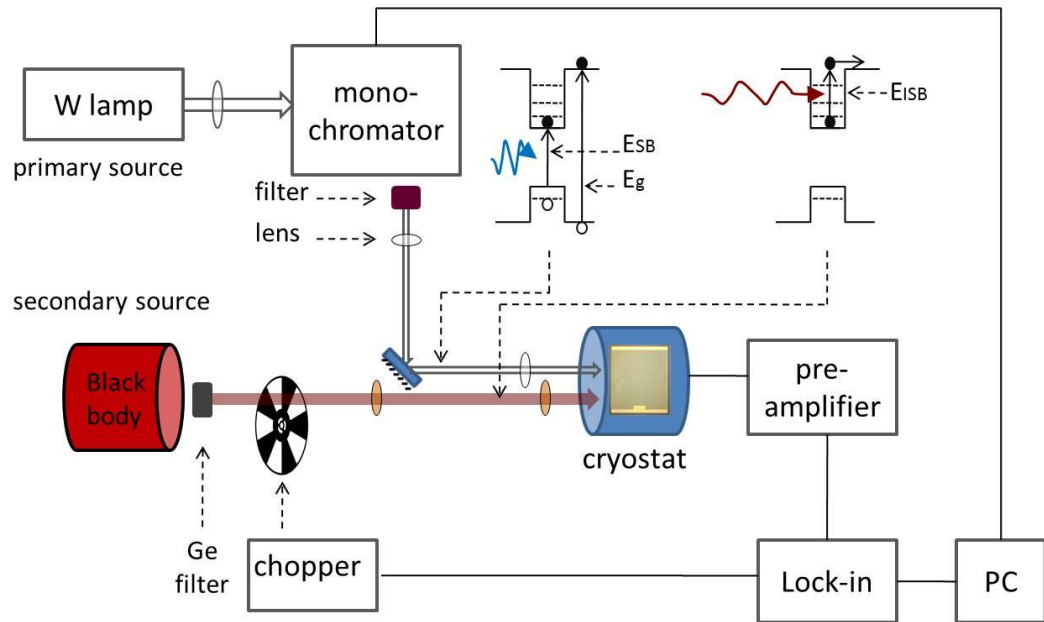 W lamp
primary source
mono-
chromator
filter
lens
ESB
Eg
EISB
secondary source
Black
body
Ge
filter
chopper
cryostat
pre-
amplifier
Lock-in
PC